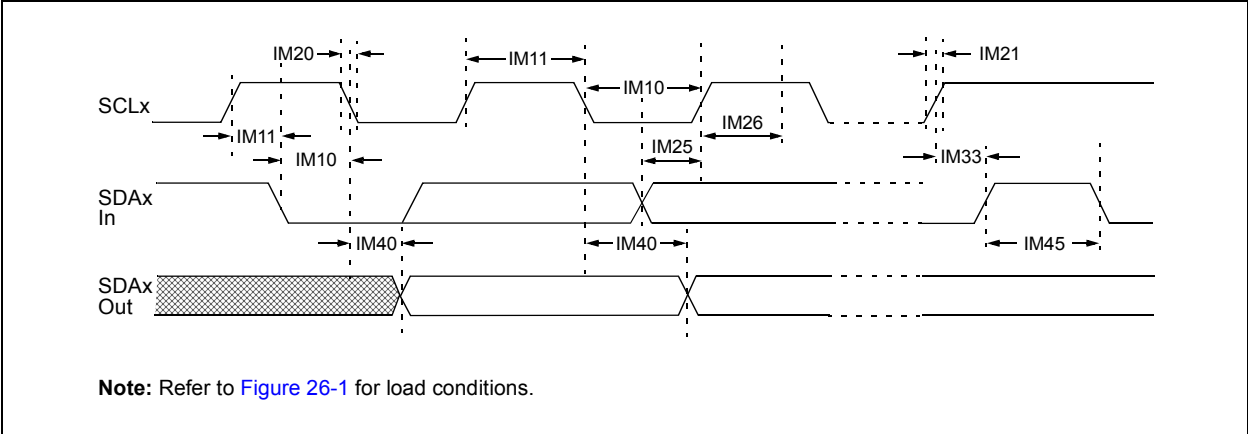 IM20
IM11
IM21
IM10
SCLx
IM11
IM26
IM10
IM25
IM33
SDAx
In
IM40
IM40
IM45
SDAx
Out
Note: Refer to Figure 26-1 for load conditions.